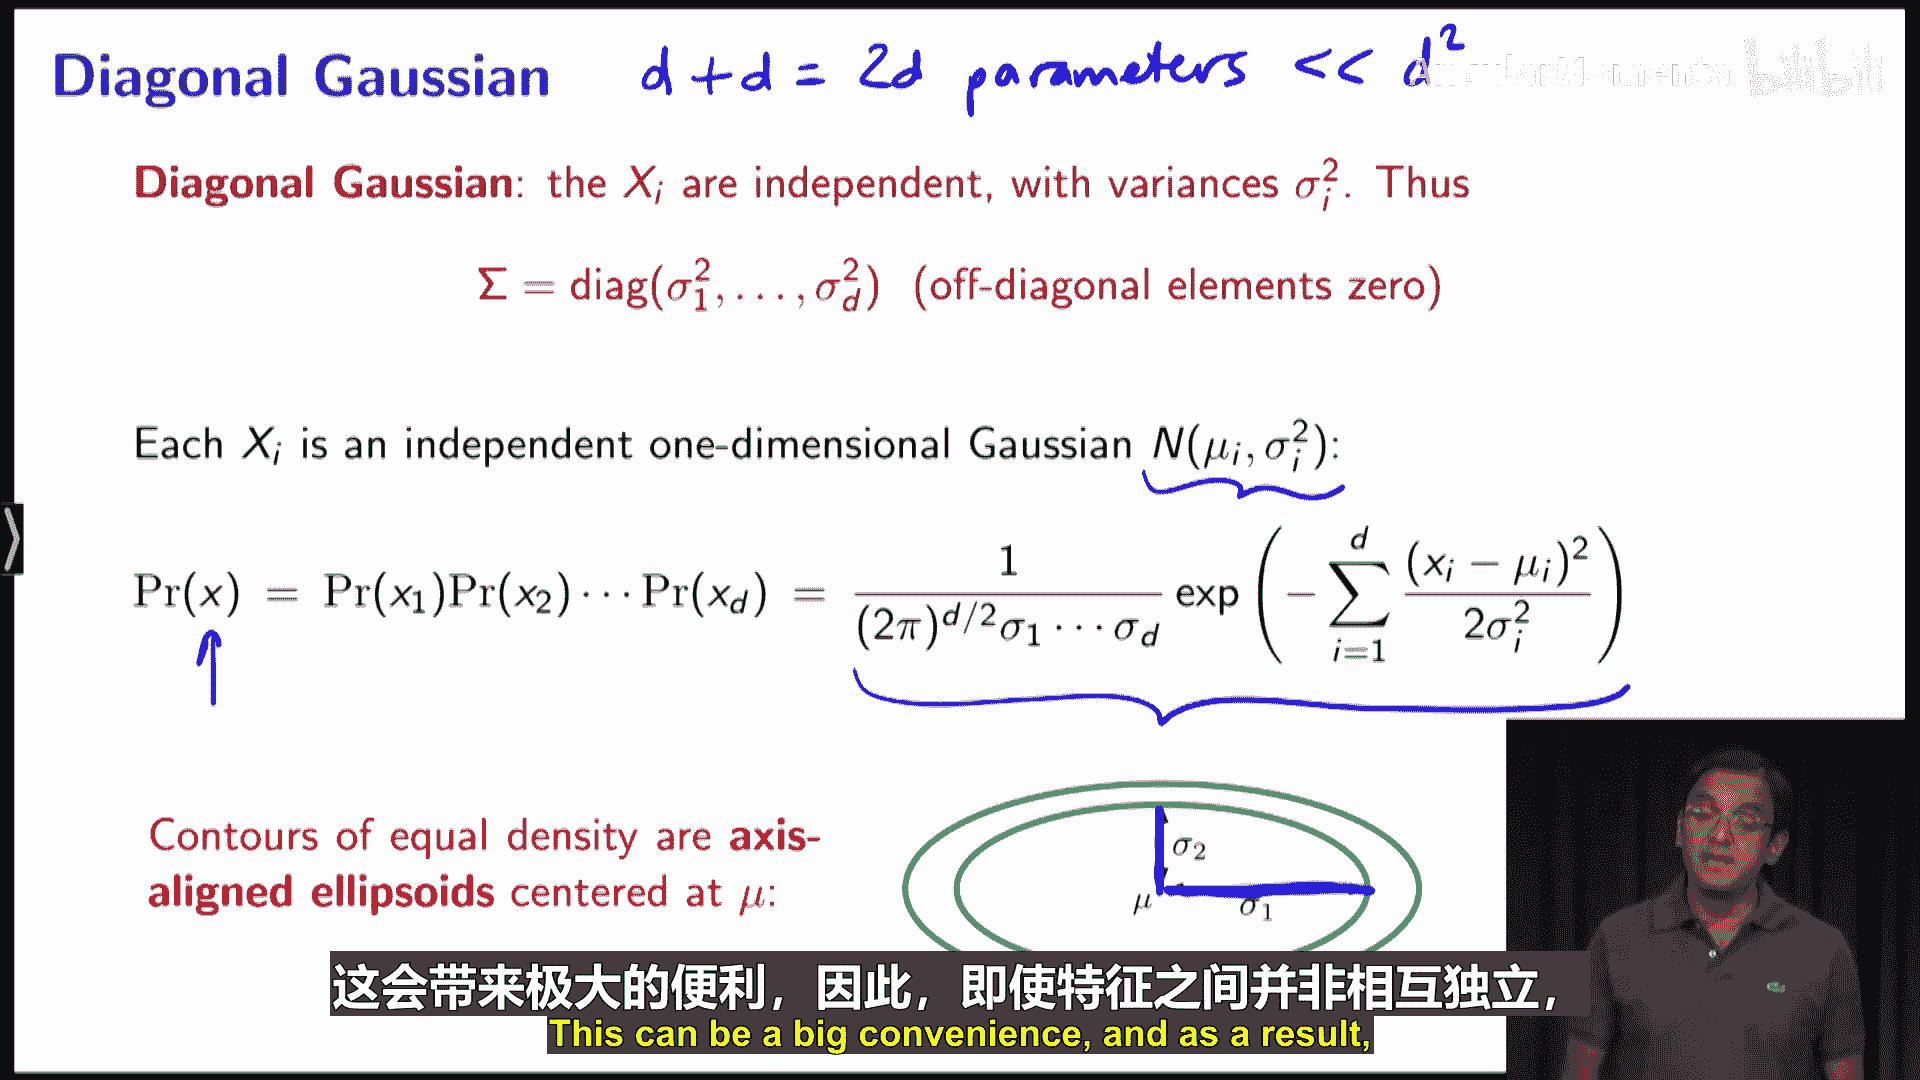 Diagonal Gaussian d + d = 2d parameters << d²
Diagonal Gaussian: the Xᵢ are independent, with variances σᵢ². Thus
Σ = diag(σ₁², . . . , σ_d²) (off-diagonal elements zero)
Each Xᵢ is an independent one-dimensional Gaussian N(μᵢ, σᵢ²):
Pr(x) = Pr(x₁)Pr(x₂) · · · Pr(x_d) = 1 / ((2π)^{d/2} σ₁ · · · σ_d) exp ( − ∑_{i=1}^{d} (xᵢ − μᵢ)² / 2σᵢ² )
Contours of equal density are axis-
aligned ellipsoids centered at μ:
σ₂
μ σ₁
这会带来极大的便利，因此，即使特征之间并非相互独立，
This can be a big convenience, and as a result,